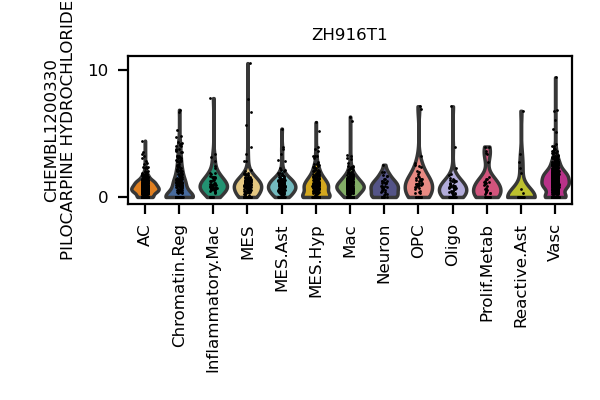 ZH916T1
CHEMBL1200330
PILOCARPINE HYDROCHLORIDE
10
0
AC
Chromatin.Reg
Inflammatory.Mac
MES
MES.Ast
MES.Hyp
Mac
Neuron
OPC
Oligo
Prolif.Metab
Reactive.Ast
Vasc